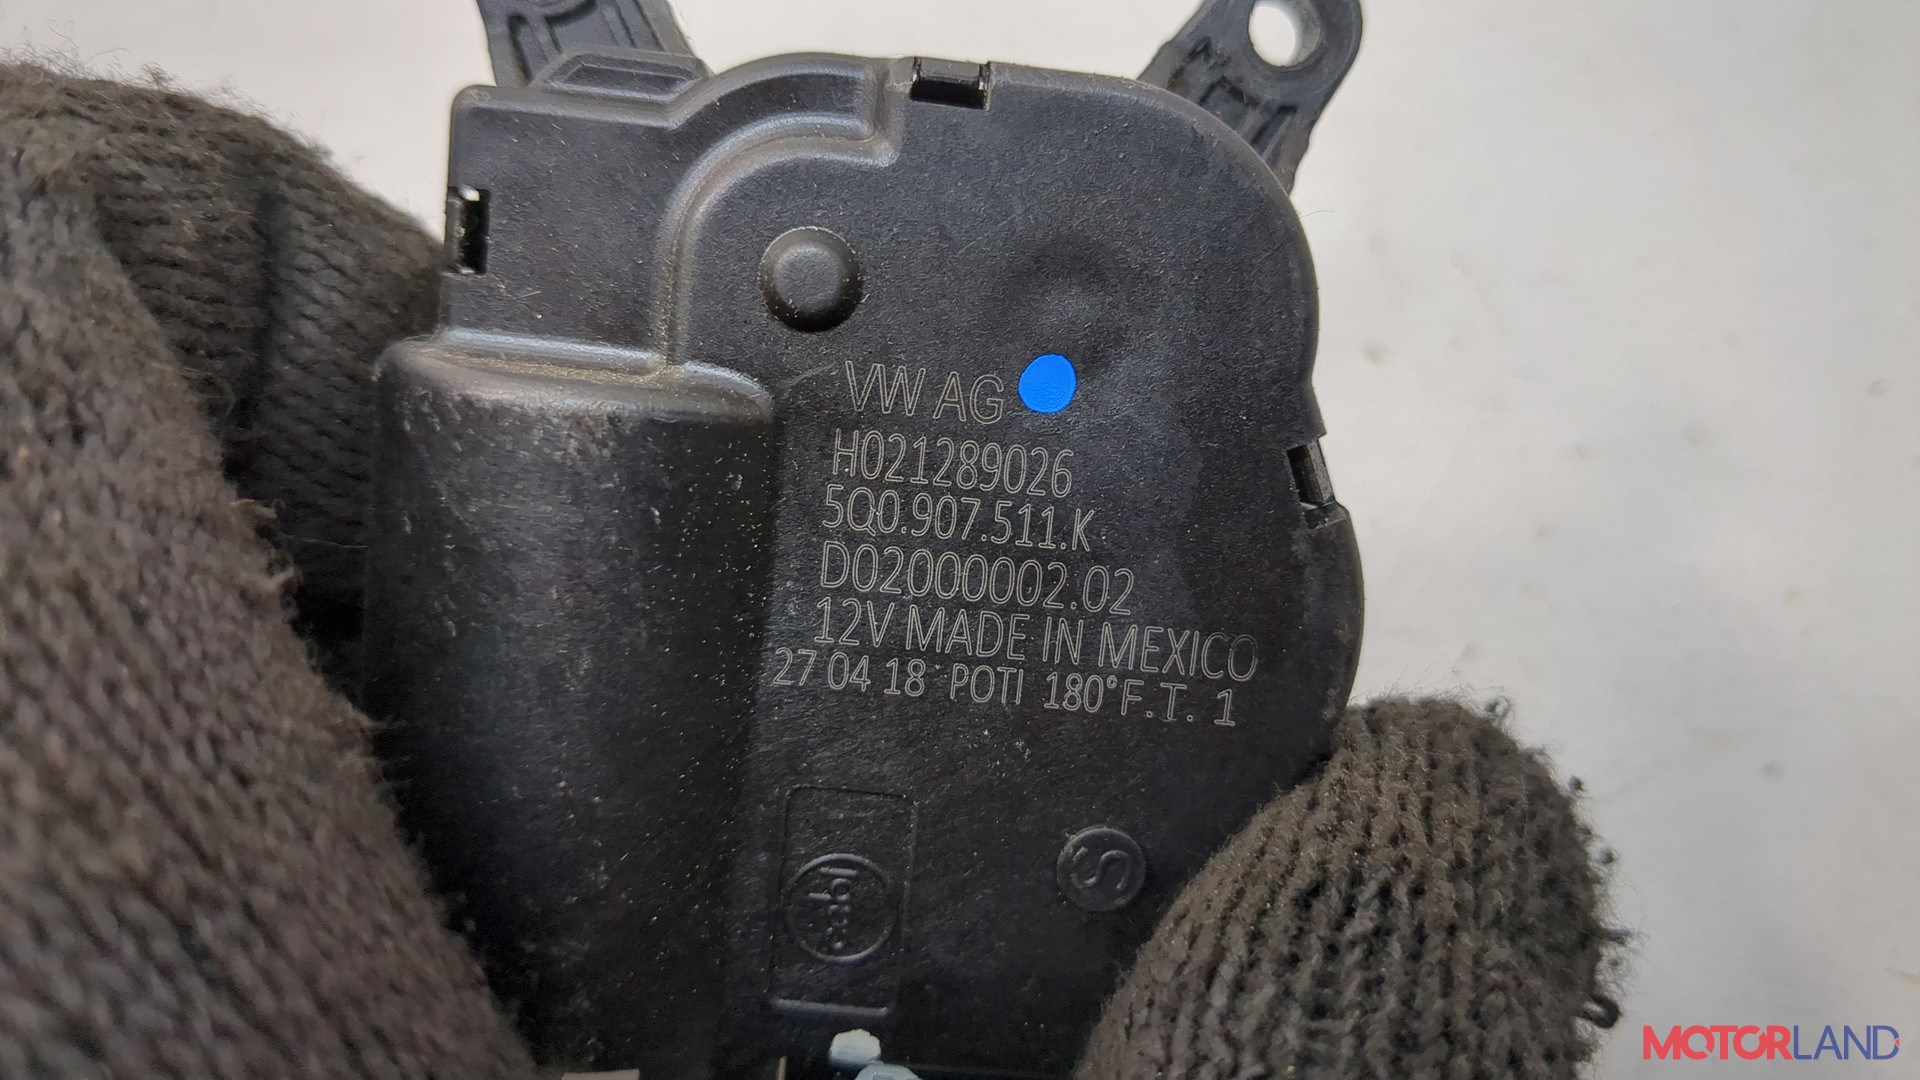 VW AG
H021289026
5Q0.907.511.K
D02000002.02
12V MADE IN MEXICO
27 04 18 POTI 180° F.T. 1
S
MOTORLAND